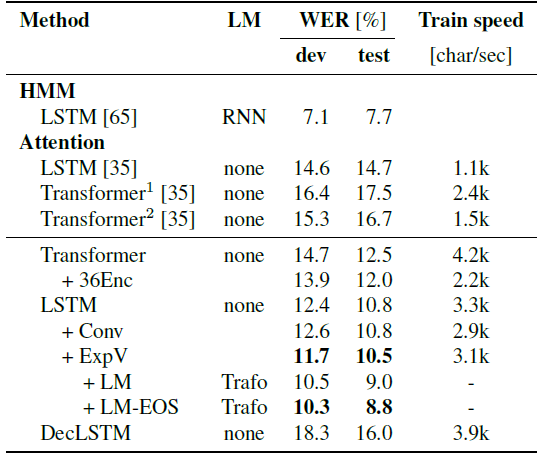 Method LM WER [%] Train speed
dev test [char/sec]
HMM
LSTM [65] RNN 7.1 7.7
Attention
LSTM [35] none 14.6 14.7 1.1k
Transformer¹ [35] none 16.4 17.5 2.4k
Transformer² [35] none 15.3 16.7 1.5k
Transformer none 14.7 12.5 4.2k
+ 36Enc 13.9 12.0 2.2k
LSTM none 12.4 10.8 3.3k
+ Conv 12.6 10.8 2.9k
+ ExpV 11.7 10.5 3.1k
+ LM Trafo 10.5 9.0 -
+ LM-EOS Trafo 10.3 8.8 -
DecLSTM none 18.3 16.0 3.9k